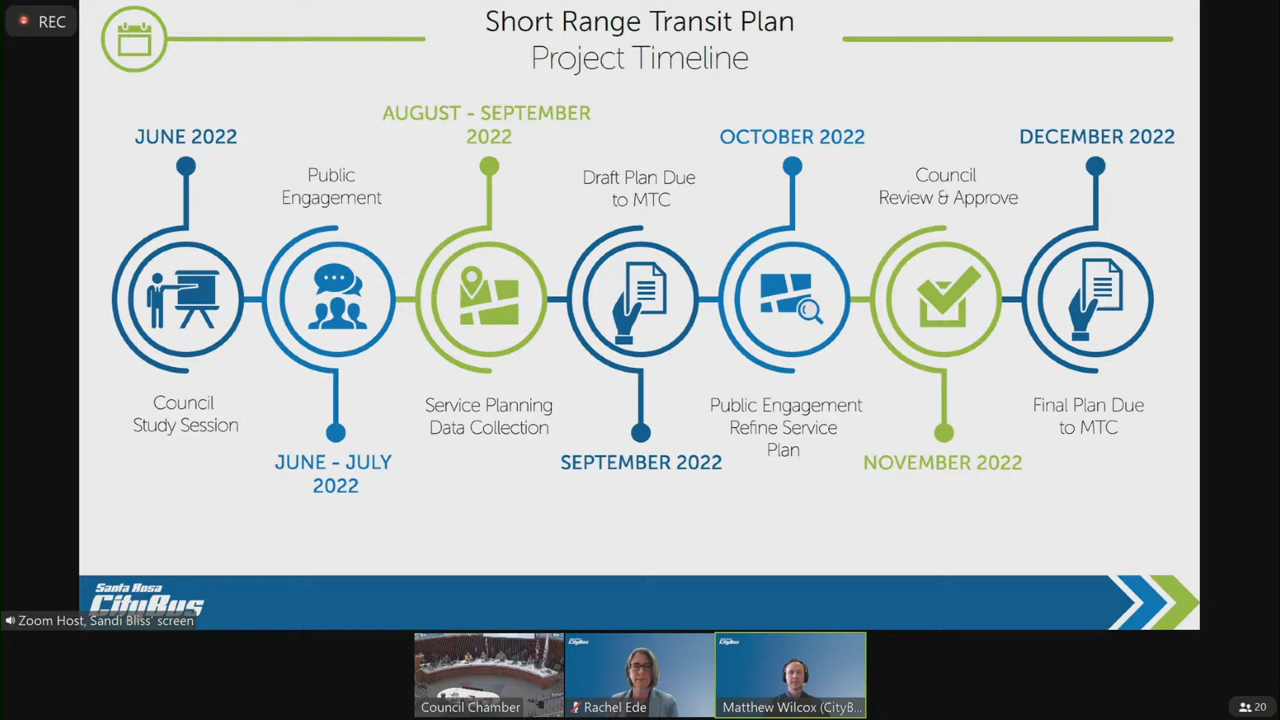 REC
Short Range Transit Plan
Project Timeline
JUNE 2022
Council
Study Session
Public
Engagement
JUNE - JULY
2022
AUGUST - SEPTEMBER
2022
Service Planning
Data Collection
Draft Plan Due
to MTC
SEPTEMBER 2022
OCTOBER 2022
Public Engagement
Refine Service
Plan
Council
Review & Approve
NOVEMBER 2022
DECEMBER 2022
Final Plan Due
to MTC
Santa Rosa
CityBus
Zoom Host, Sandi Bliss' screen
Council Chamber
CityBus
Rachel Ede
CityBus
Matthew Wilcox (CityB...
20